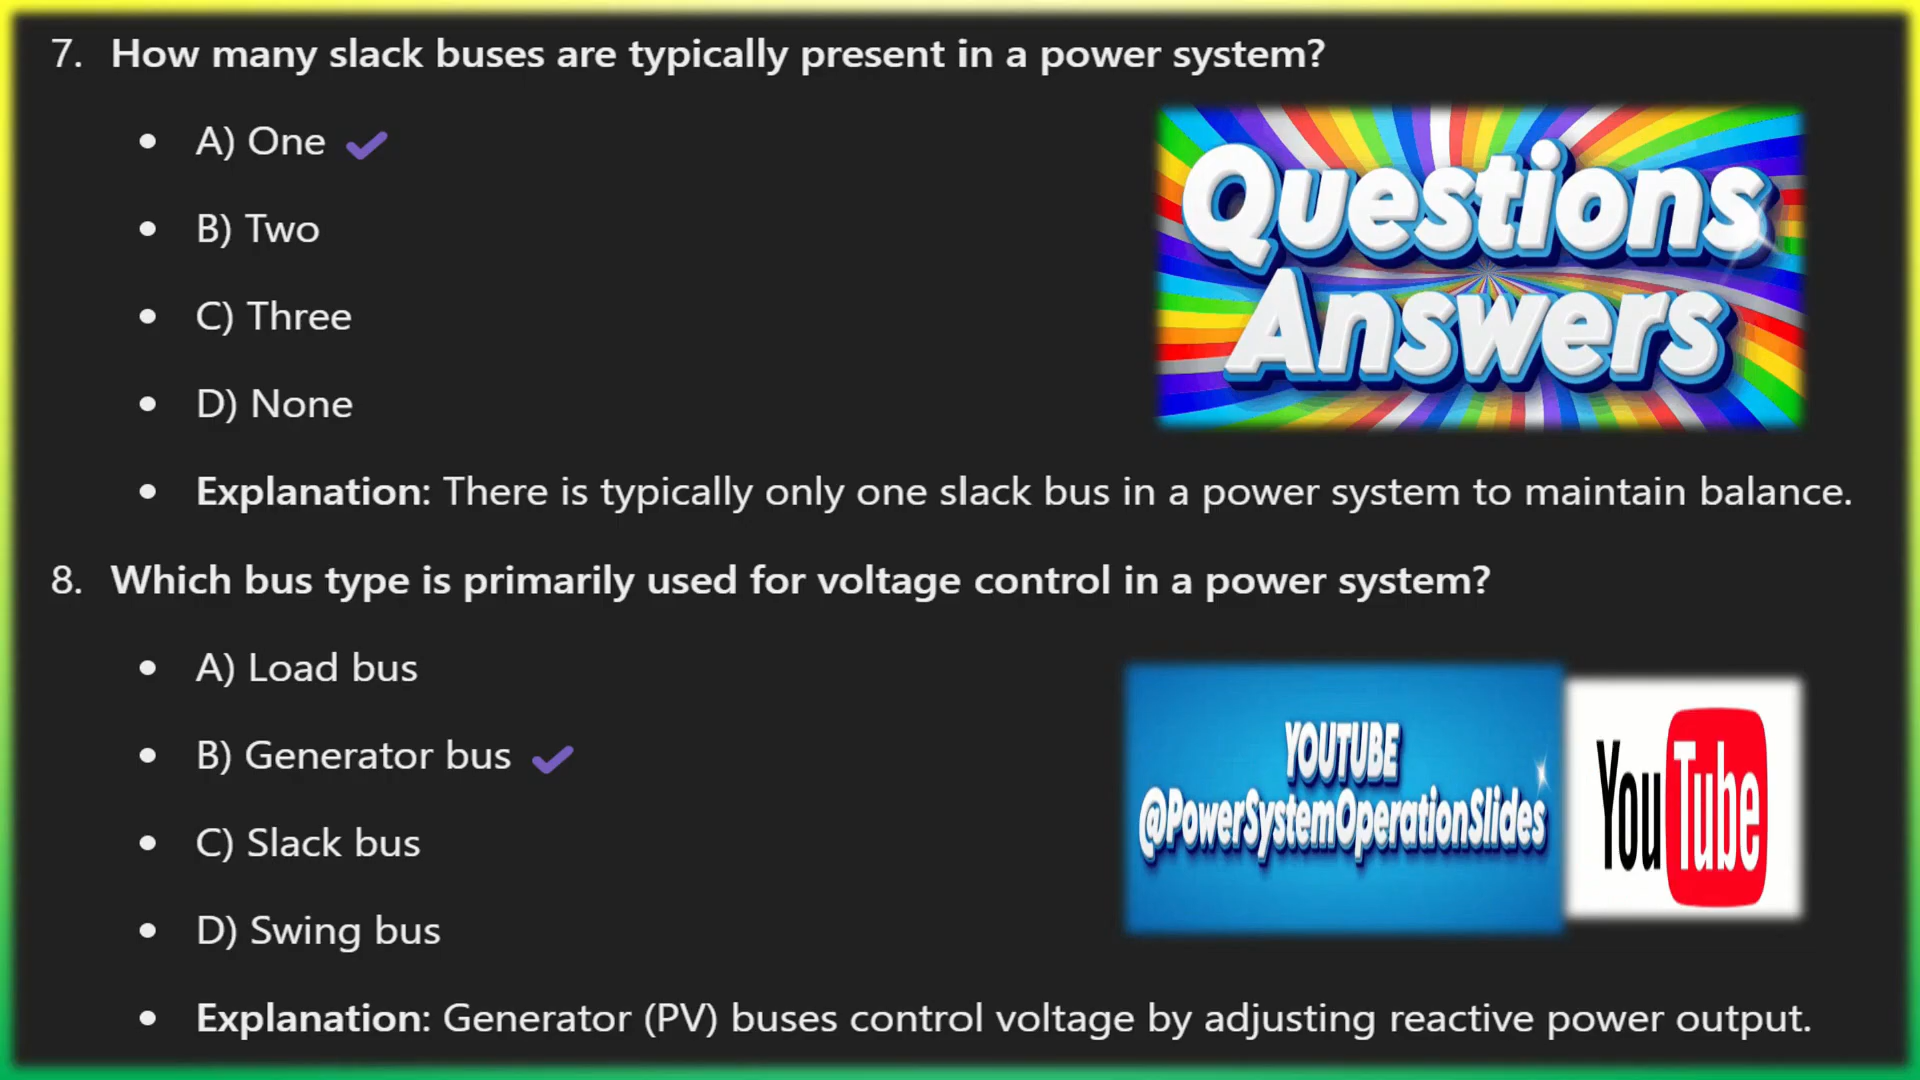 7. How many slack buses are typically present in a power system?
• A) One ✔
• B) Two
• C) Three
• D) None
Questions
Answers
• Explanation: There is typically only one slack bus in a power system to maintain balance.
8. Which bus type is primarily used for voltage control in a power system?
• A) Load bus
• B) Generator bus ✔
• C) Slack bus
• D) Swing bus
YOUTUBE
@PowerSystemOperationSlides
YouTube
• Explanation: Generator (PV) buses control voltage by adjusting reactive power output.